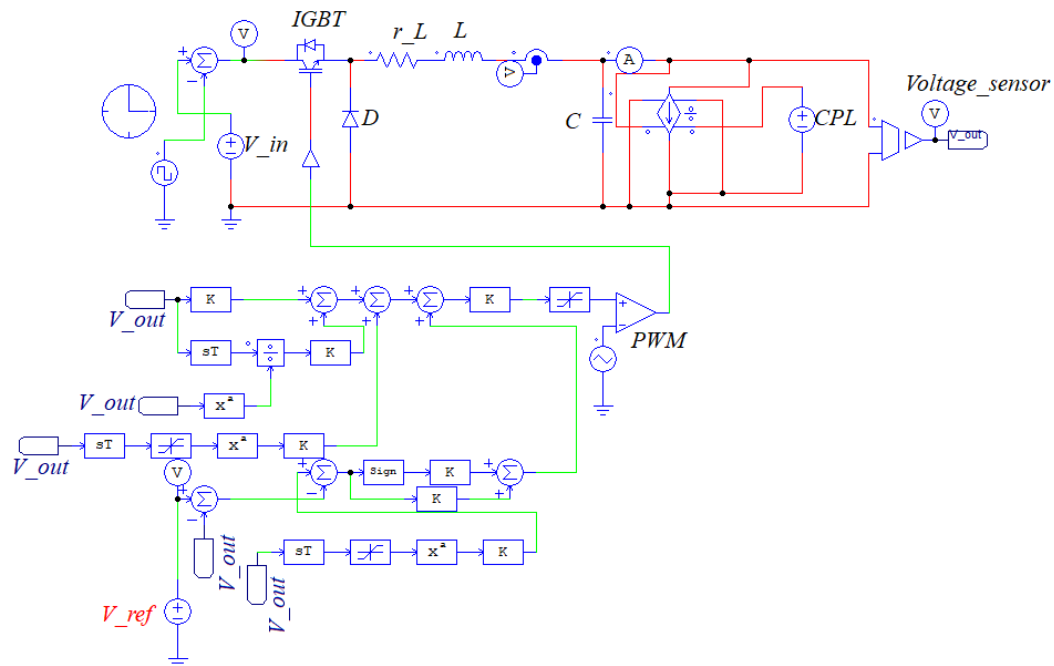 IGBT
r_L
L
V
V
A
Voltage_sensor
V
V_out
V_in
D
C
CPL
K
K
V_out
PWM
sT
K
V_out
x^a
V_out
sT
x^a
K
V
Sign
K
K
V_out
sT
x^a
K
V_out
V_ref